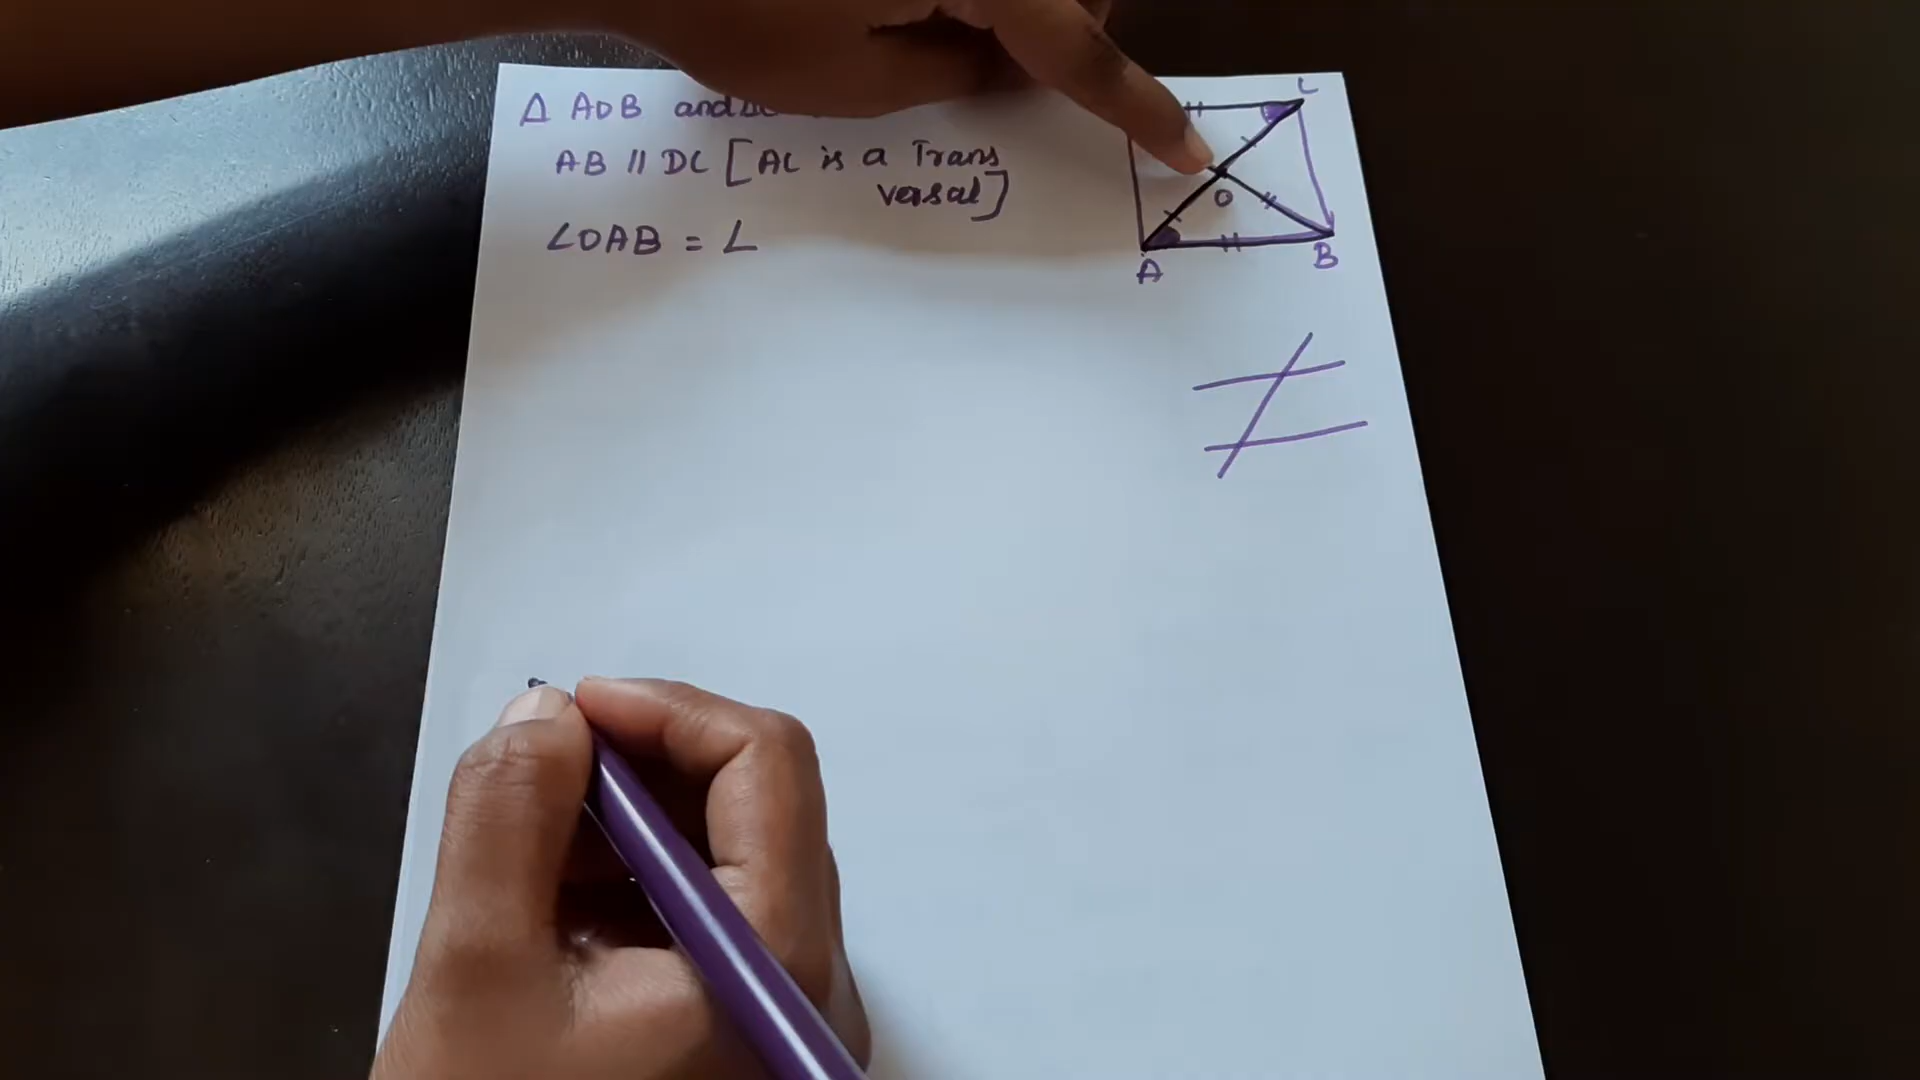 Δ AOB and
AB // DC [AC is a Trans
versal]
∠OAB = ∠
C
O
A
B